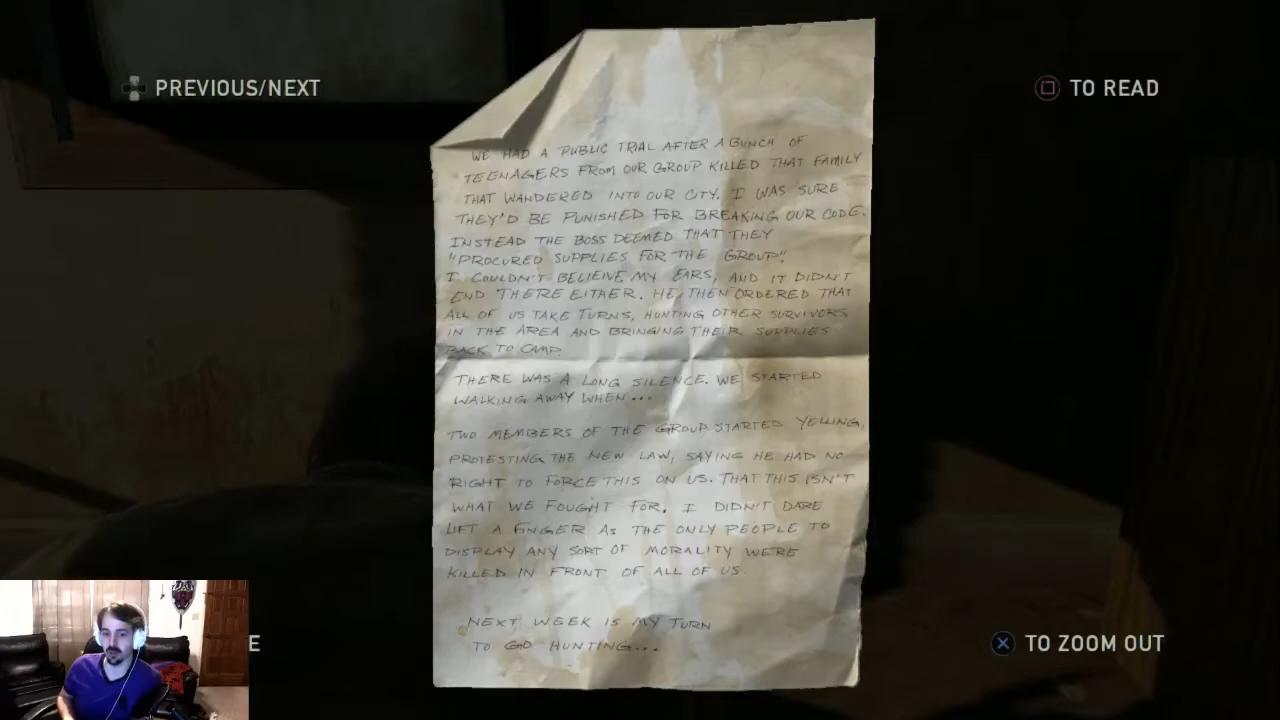 PREVIOUS/NEXT
TO READ
WE HAD A PUBLIC TRIAL AFTER A BUNCH OF
TEENAGERS FROM OUR GROUP KILLED THAT FAMILY
THAT WANDERED INTO OUR CITY. I WAS SURE
THEY'D BE PUNISHED FOR BREAKING OUR CODE.
INSTEAD THE BOSS DEEMED THAT THEY
"PROCURED SUPPLIES FOR THE GROUP".
I COULDN'T BELIEIVE MY EARS, AND IT DIDN'T
END THERE EITHER. HE THEN ORDERED THAT
ALL OF US TAKE TURNS, HUNTING OTHER SURVIVORS
IN THE AREA AND BRINGING THEIR SUPPLIES
BACK TO CAMP.
THERE WAS A LONG SILENCE. WE STARTED
WALKING AWAY WHEN...
TWO MEMBERS OF THE GROUP STARTED YELLING,
PROTESTING THE NEW LAW, SAYING HE HAD NO
RIGHT TO FORCE THIS ON US. THAT THIS ISN'T
WHAT WE FOUGHT FOR. I DIDN'T DARE
LIFT A FINGER AS THE ONLY PEOPLE TO
DISPLAY ANY SORT OF MORALITY WERE
KILLED IN FRONT OF ALL OF US.
NEXT WEEK IS MY TURN
TO GO HUNTING...
E
TO ZOOM OUT